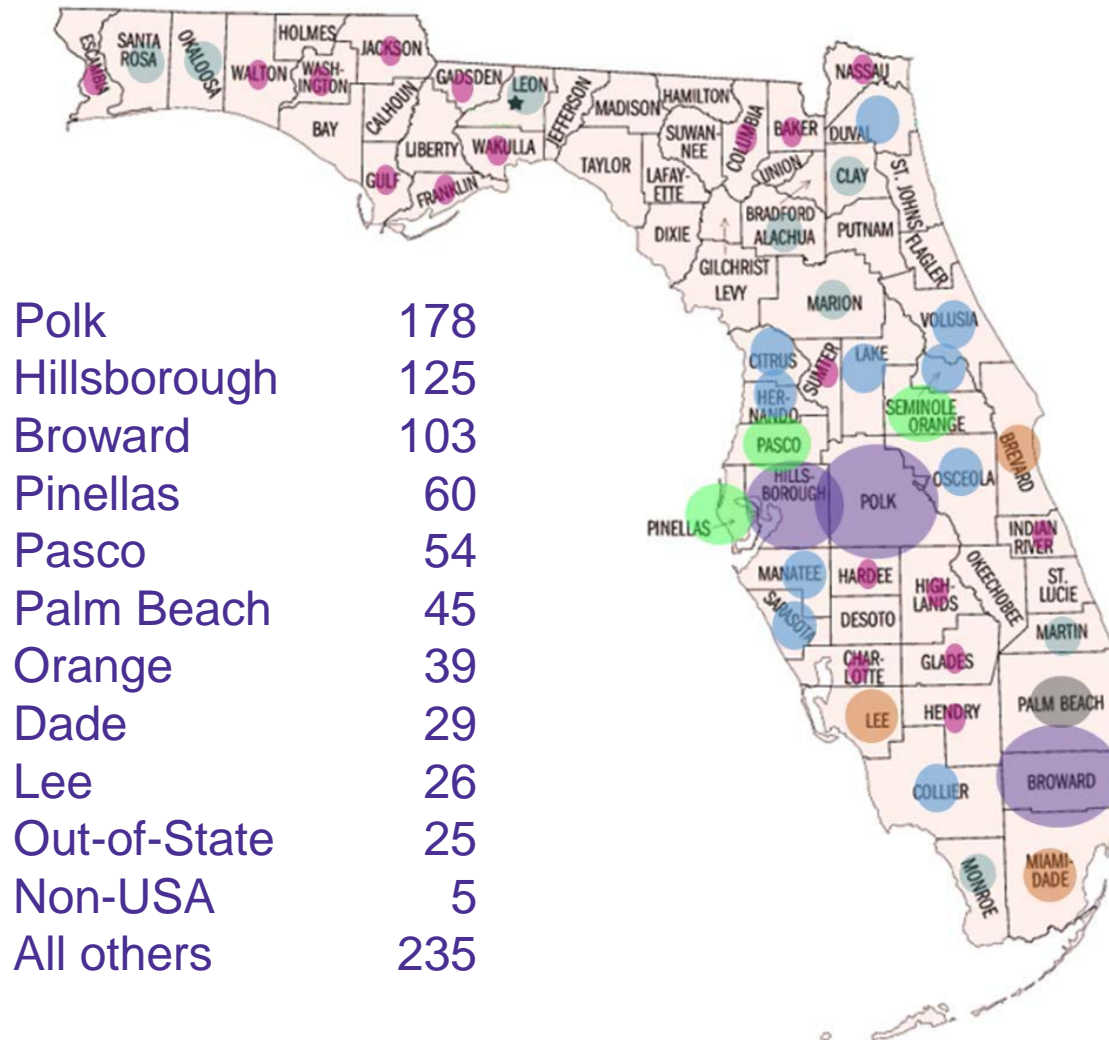 Polk 178
Hillsborough 125
Broward 103
Pinellas 60
Pasco 54
Palm Beach 45
Orange 39
Dade 29
Lee 26
Out-of-State 25
Non-USA 5
All others 235
ESCAMBIA
SANTA
ROSA
OKALOOSA
WALTON
HOLMES
WASH-
INGTON
JACKSON
BAY
CALHOUN
GULF
GADSDEN
LIBERTY
FRANKLIN
LEON
WAKULLA
JEFFERSON
MADISON
TAYLOR
HAMILTON
SUWAN-
NEE
LAFAY-
ETTE
DIXIE
COLUMBIA
BAKER
UNION
BRADFORD
ALACHUA
GILCHRIST
LEVY
NASSAU
DUVAL
CLAY
ST. JOHNS
PUTNAM
FLAGLER
MARION
VOLUSIA
CITRUS
SUMTER
LAKE
HER-
NANDO
SEMINOLE
ORANGE
PASCO
BREVARD
OSCEOLA
HILLS-
BOROUGH
POLK
PINELLAS
INDIAN
RIVER
MANATEE
HARDEE
HIGH-
LANDS
OKEECHOBEE
ST.
LUCIE
SARASOTA
DESOTO
MARTIN
CHAR-
LOTTE
GLADES
LEE
HENDRY
PALM BEACH
COLLIER
BROWARD
MONROE
MIAMI-
DADE